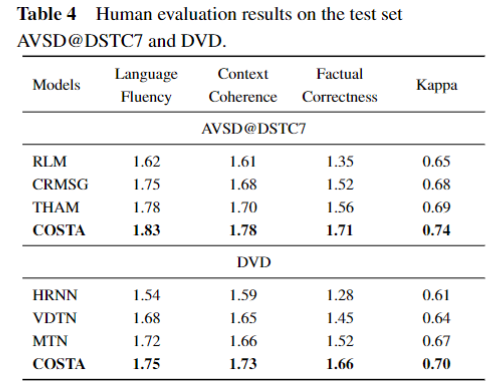 Table 4 Human evaluation results on the test set
AVSD@DSTC7 and DVD.
Models Language Fluency Context Coherence Factual Correctness Kappa
AVSD@DSTC7
RLM 1.62 1.61 1.35 0.65
CRMSG 1.75 1.68 1.52 0.68
THAM 1.78 1.70 1.56 0.69
COSTA 1.83 1.78 1.71 0.74
DVD
HRNN 1.54 1.59 1.28 0.61
VDTN 1.68 1.65 1.45 0.64
MTN 1.72 1.66 1.52 0.67
COSTA 1.75 1.73 1.66 0.70